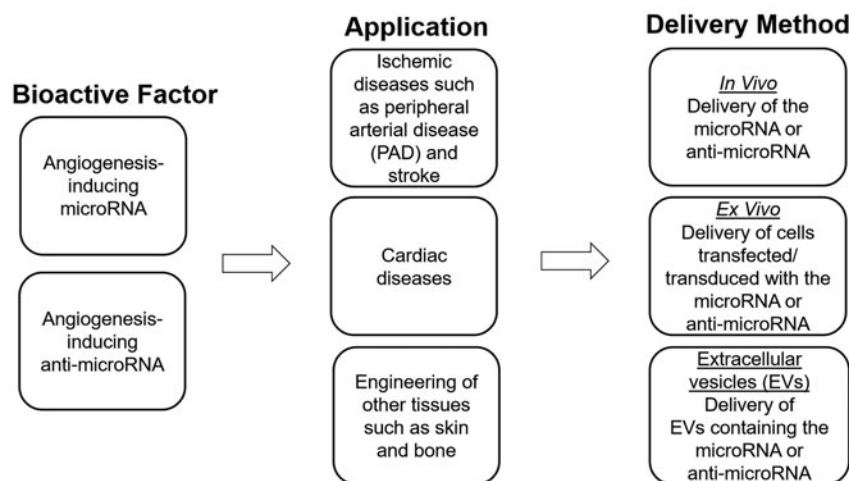 Bioactive Factor
Angiogenesis-
inducing
microRNA
Angiogenesis-
inducing
anti-microRNA
Application
Ischemic
diseases such
as peripheral
arterial disease
(PAD) and
stroke
Cardiac
diseases
Engineering of
other tissues
such as skin
and bone
Delivery Method
In Vivo
Delivery of the
microRNA or
anti-microRNA
Ex Vivo
Delivery of cells
transfected/
transduced with the
microRNA or
anti-microRNA
Extracellular
vesicles (EVs)
Delivery of
EVs containing the
microRNA or
anti-microRNA